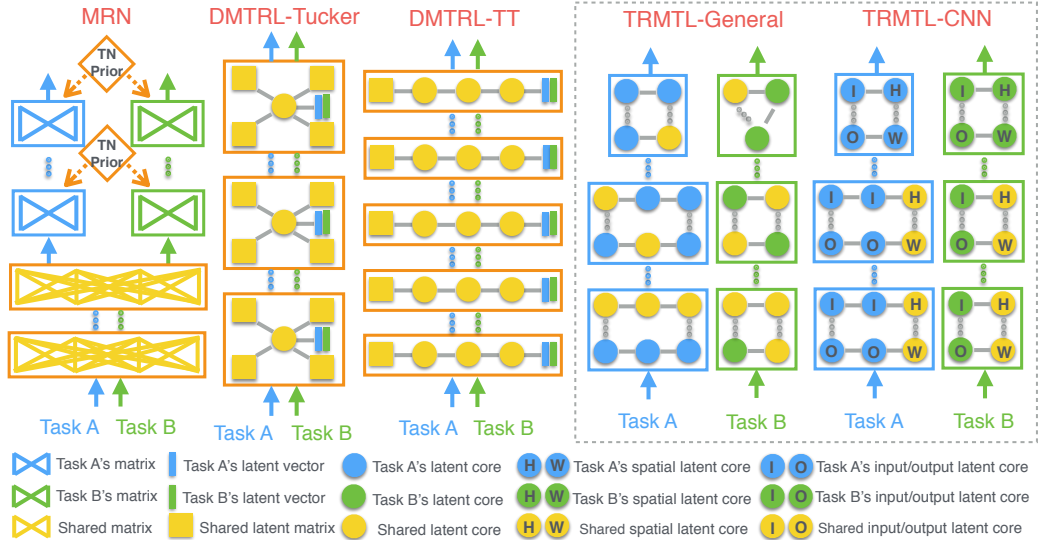 MRN
DMTRL-Tucker
DMTRL-TT
TRMTL-General
TRMTL-CNN
TN
Prior
TN
Prior
I H
O W
I I H
O O W
I I H
O O W
I H
O W
I H
O W
I H
O W
Task A Task B
Task A Task B
Task A Task B
Task A
Task B
Task A
Task B
Task A's matrix
Task A's latent vector
Task A's latent core
H W Task A's spatial latent core
I O Task A's input/output latent core
Task B's matrix
Task B's latent vector
Task B's latent core
H W Task B's spatial latent core
I O Task B's input/output latent core
Shared matrix
Shared latent matrix
Shared latent core
H W Shared spatial latent core
I O Shared input/output latent core